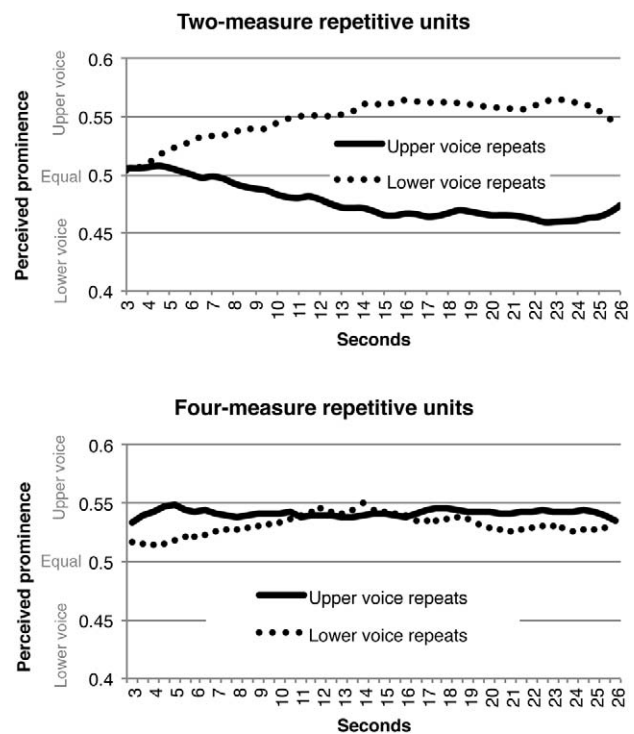 Two-measure repetitive units
Perceived prominence
Lower voice Equal Upper voice
0.6
0.55
0.5
0.45
0.4
Upper voice repeats
Lower voice repeats
3 4 5 6 7 8 9 10 11 12 13 14 15 16 17 18 19 20 21 22 23 24 25 26
Seconds
Four-measure repetitive units
Perceived prominence
Lower voice Equal Upper voice
0.6
0.55
0.5
0.45
0.4
Upper voice repeats
Lower voice repeats
3 4 5 6 7 8 9 10 11 12 13 14 15 16 17 18 19 20 21 22 23 24 25 26
Seconds